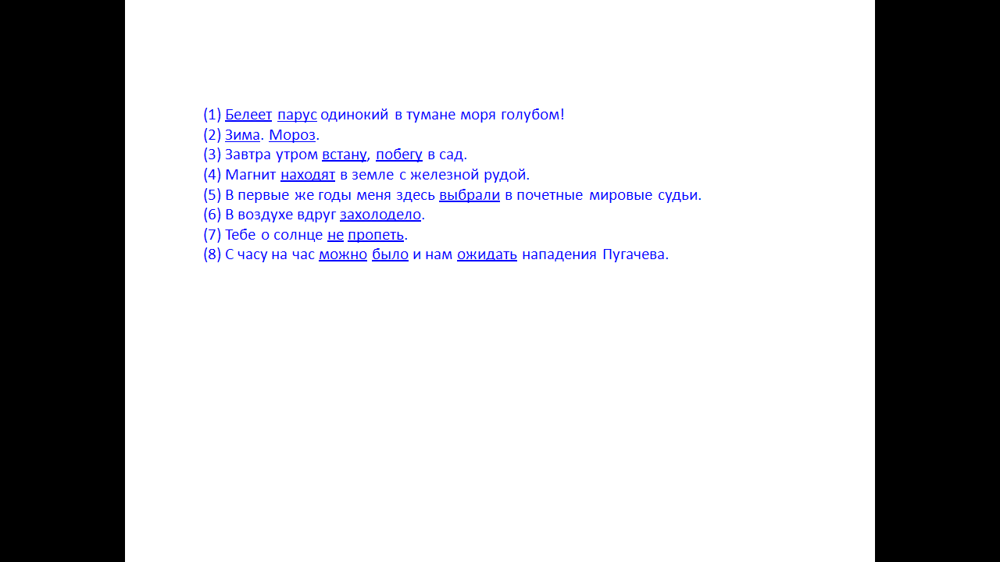 (1) Белеет парус одинокий в тумане моря голубом!
(2) Зима. Мороз.
(3) Завтра утром встану, побегу в сад.
(4) Магнит находят в земле с железной рудой.
(5) В первые же годы меня здесь выбрали в почетные мировые судьи.
(6) В воздухе вдруг захолодело.
(7) Тебе о солнце не пропеть.
(8) С часу на час можно было и нам ожидать нападения Пугачева.